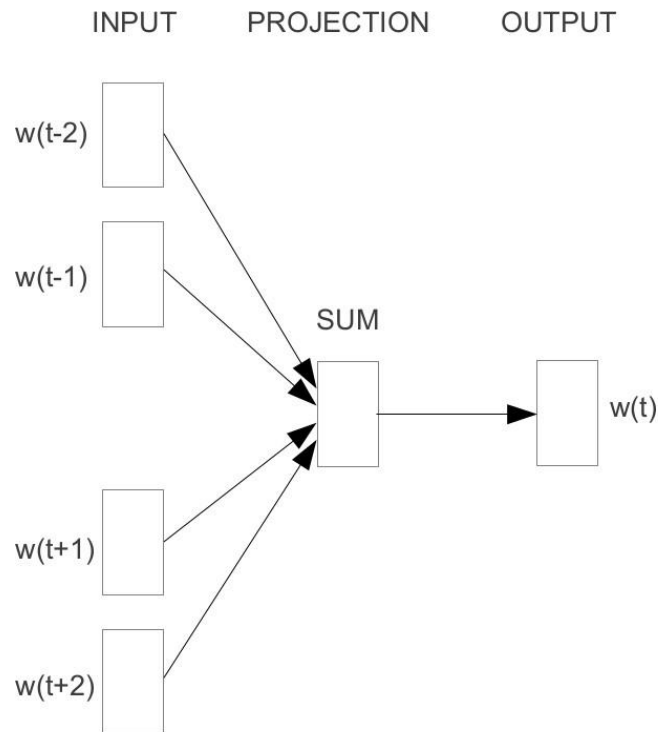 INPUT PROJECTION OUTPUT
w(t-2)
w(t-1)
SUM
w(t)
w(t+1)
w(t+2)